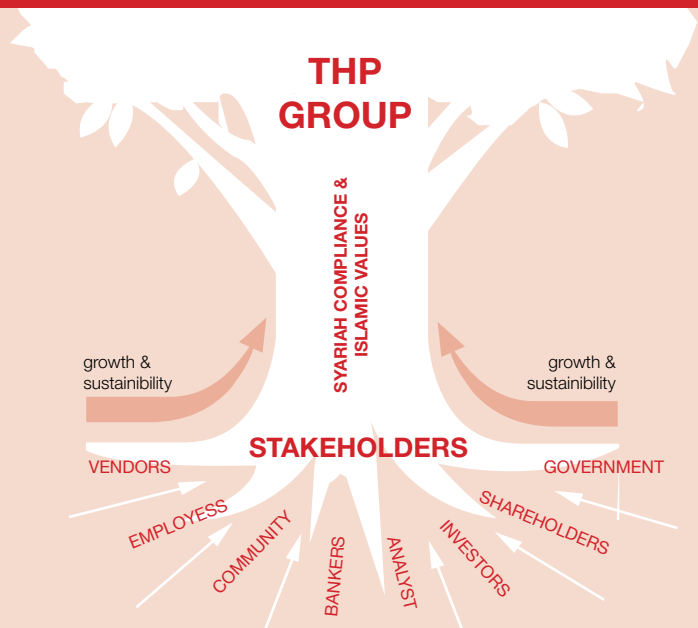 THP
GROUP
SYARIAH COMPLIANCE &
ISLAMIC VALUES
growth &
sustainibility
growth &
sustainibility
STAKEHOLDERS
VENDORS
EMPLOYESS
COMMUNITY
BANKERS
ANALYST
INVESTORS
SHAREHOLDERS
GOVERNMENT